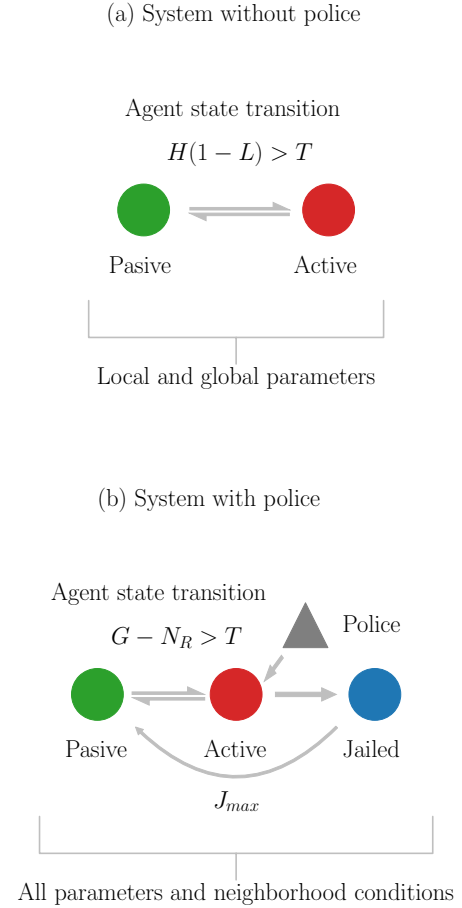 (a) System without police
Agent state transition
H(1 − L) > T
Pasive Active
Local and global parameters
(b) System with police
Agent state transition
G − N_R > T
Police
Pasive Active Jailed
J_max
All parameters and neighborhood conditions